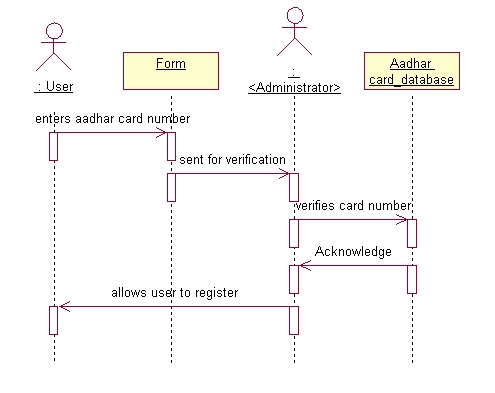 : User
Form
:
<Administrator>
Aadhar
card_database
enters aadhar card number
sent for verification
verifies card number
Acknowledge
allows user to register